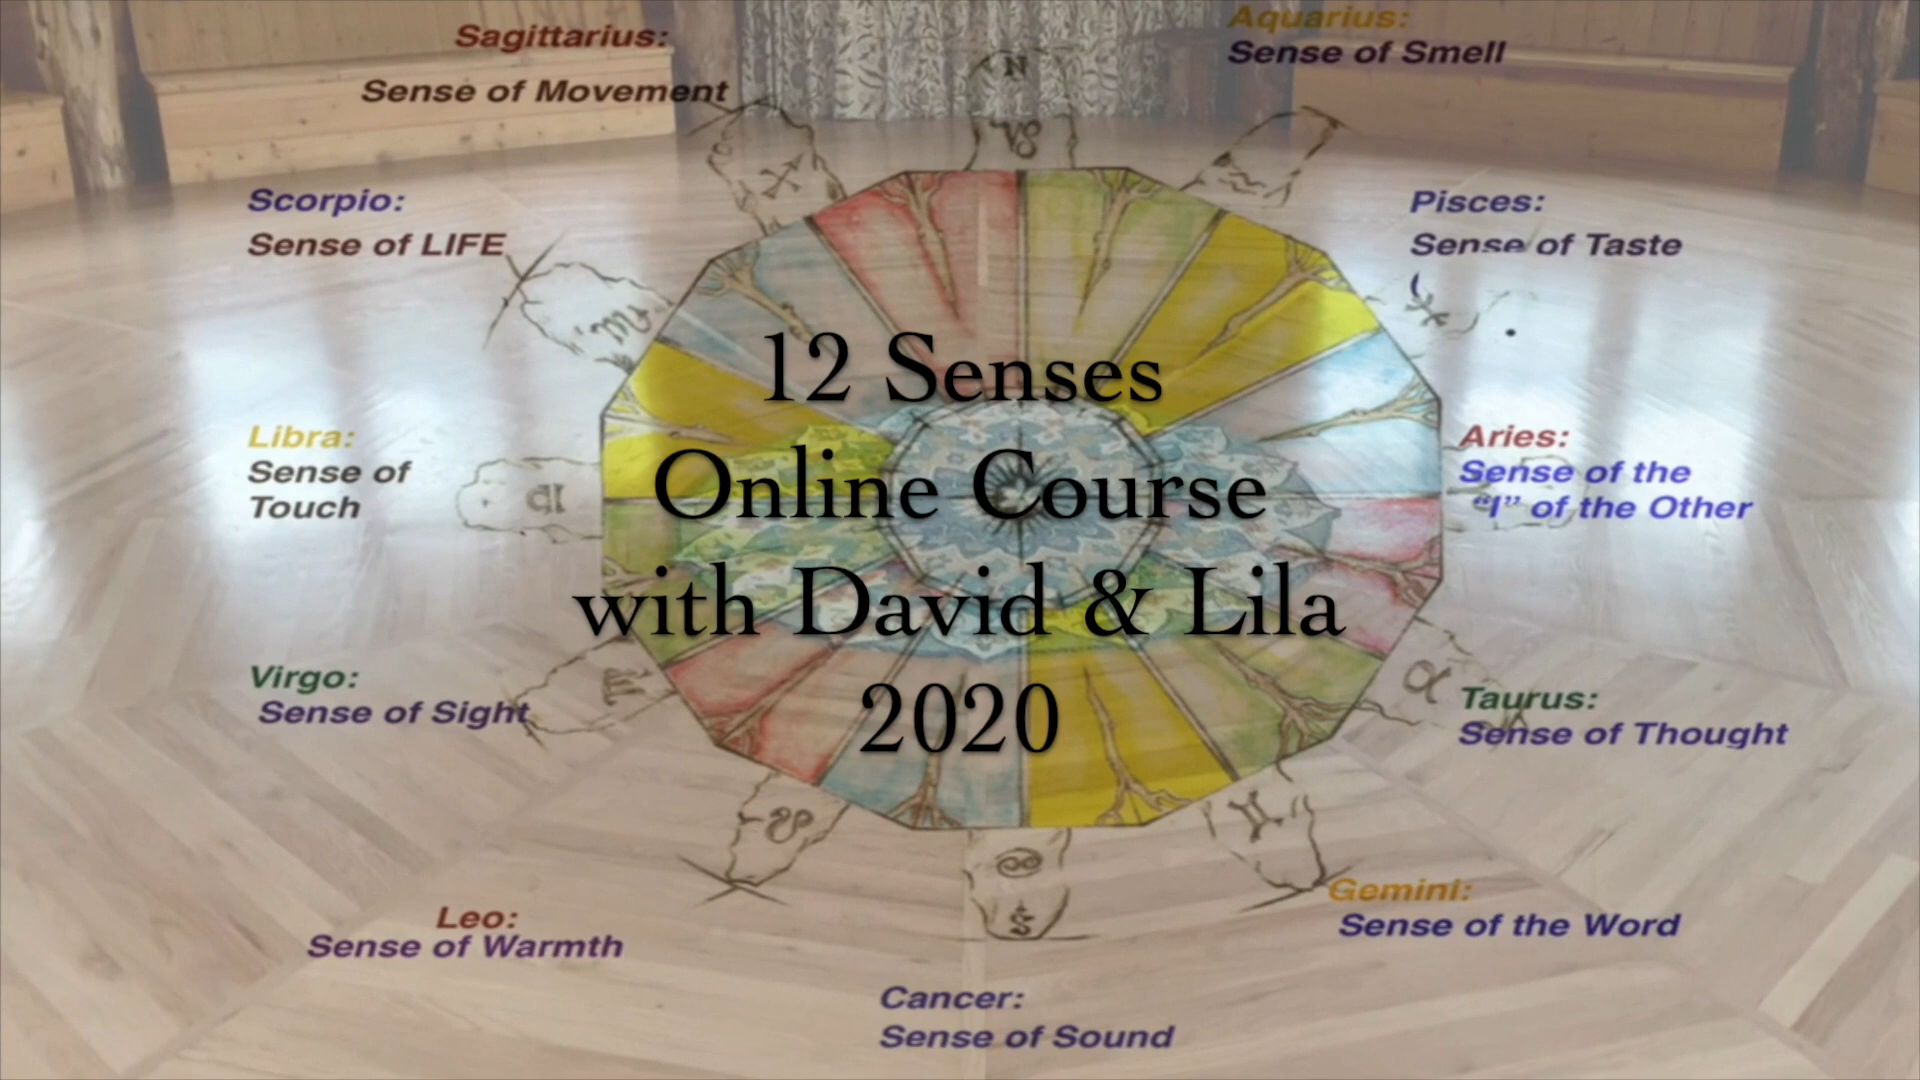 Sagittarius:
Sense of Movement
Aquarius:
Sense of Smell
N
Scorpio:
Sense of LIFE
Pisces:
Sense of Taste
12 Senses
Online Course
with David & Lila
2020
Libra:
Sense of
Touch
Aries:
Sense of the
“I” of the Other
Virgo:
Sense of Sight
Taurus:
Sense of Thought
Leo:
Sense of Warmth
Gemini:
Sense of the Word
S
Cancer:
Sense of Sound